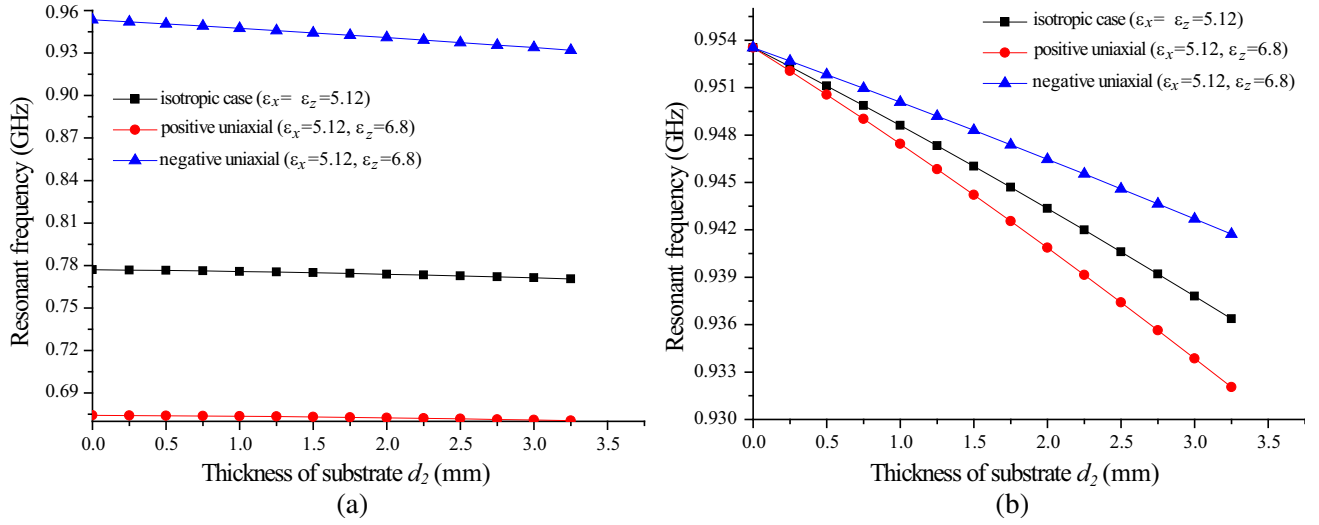 0.96
0.93
0.90
0.87
0.84
0.81
0.78
0.75
0.72
0.69
Resonant frequency (GHz)
isotropic case (εx= εz=5.12)
positive uniaxial (εx=5.12, εz=6.8)
negative uniaxial (εx=5.12, εz=6.8)
0.0 0.5 1.0 1.5 2.0 2.5 3.0 3.5
Thickness of substrate d2 (mm)
(a)
0.954
0.951
0.948
0.945
0.942
0.939
0.936
0.933
0.930
Resonant frequency (GHz)
isotropic case (εx= εz=5.12)
positive uniaxial (εx=5.12, εz=6.8)
negative uniaxial (εx=5.12, εz=6.8)
0.0 0.5 1.0 1.5 2.0 2.5 3.0 3.5
Thickness of substrate d2 (mm)
(b)